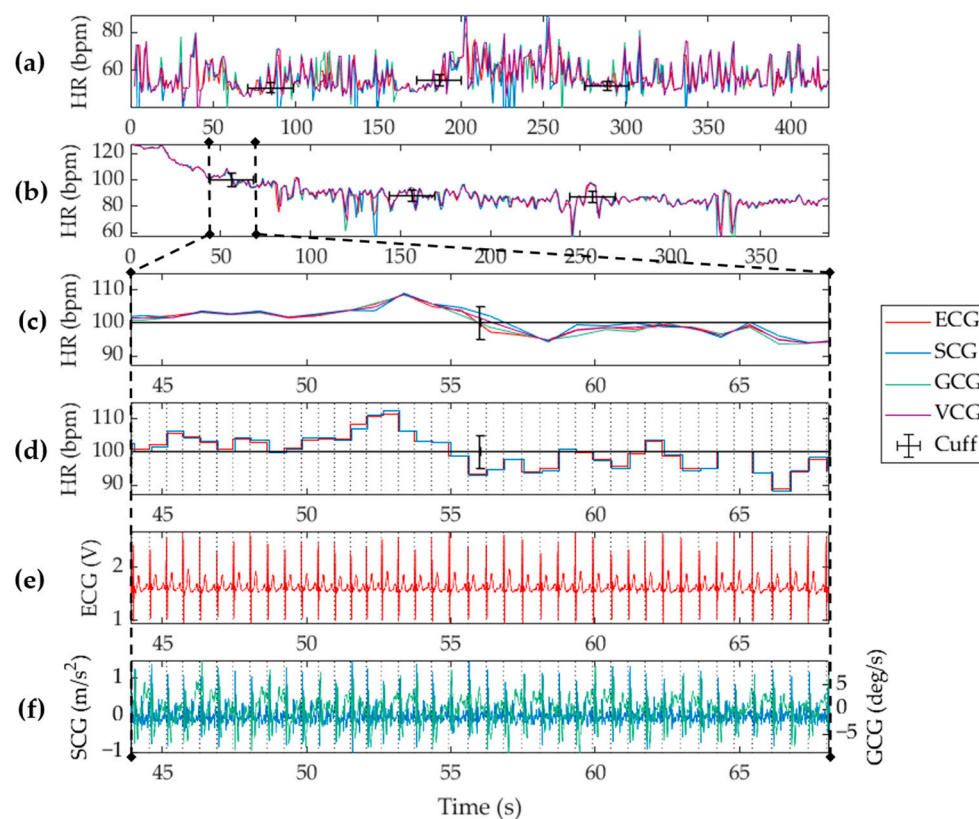 (a)
HR (bpm)
80
60
0 50 100 150 200 250 300 350 400
(b)
HR (bpm)
120
100
80
60
0 50 100 150 200 250 300 350
(c)
HR (bpm)
110
100
90
45 50 55 60 65
(d)
HR (bpm)
110
100
90
45 50 55 60 65
(e)
ECG (V)
2
1
45 50 55 60 65
(f)
SCG (m/s²)
1
0
−1
5
0
−5
GCG (deg/s)
45 50 55 60 65
Time (s)
ECG
SCG
GCG
VCG
Cuff